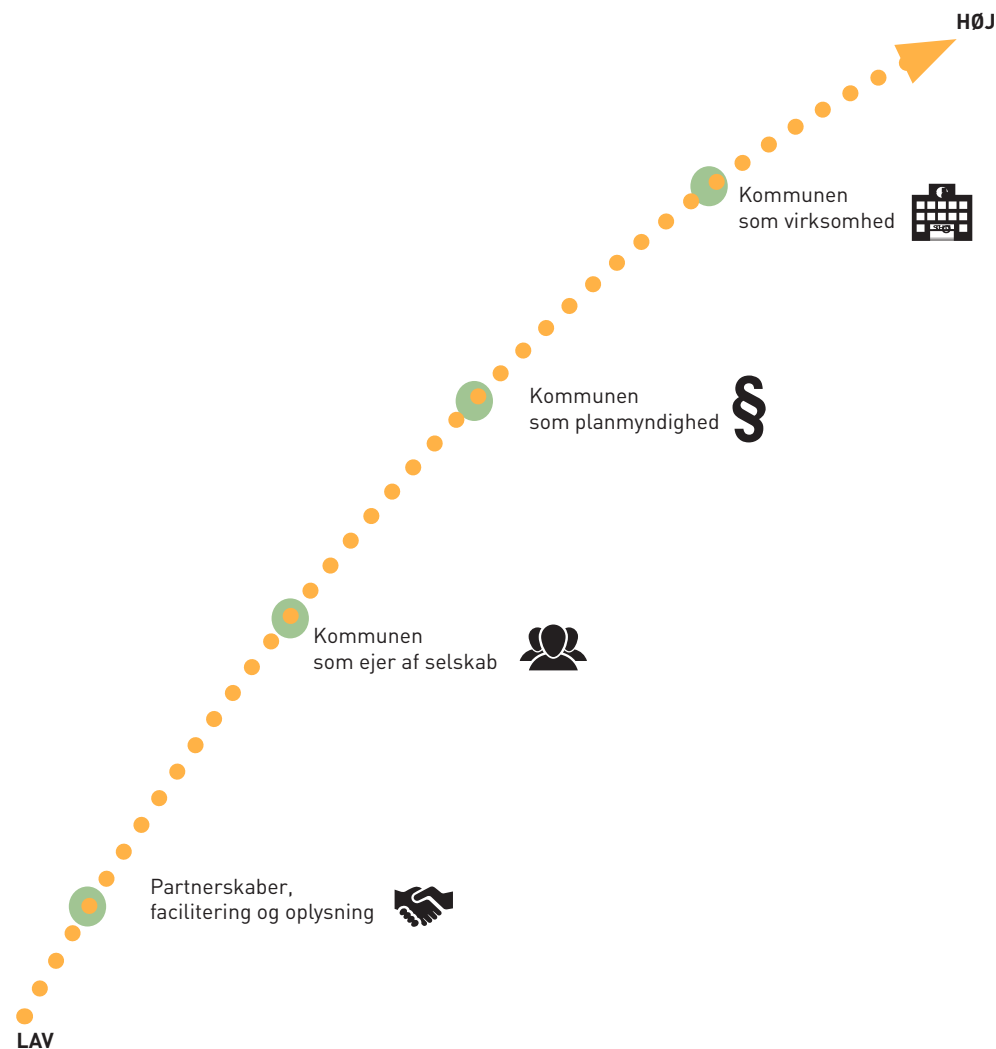 HØJ
Kommunen
som virksomhed
Kommunen
som planmyndighed
§
Kommunen
som ejer af selskab
Partnerskaber,
facilitering og oplysning
LAV